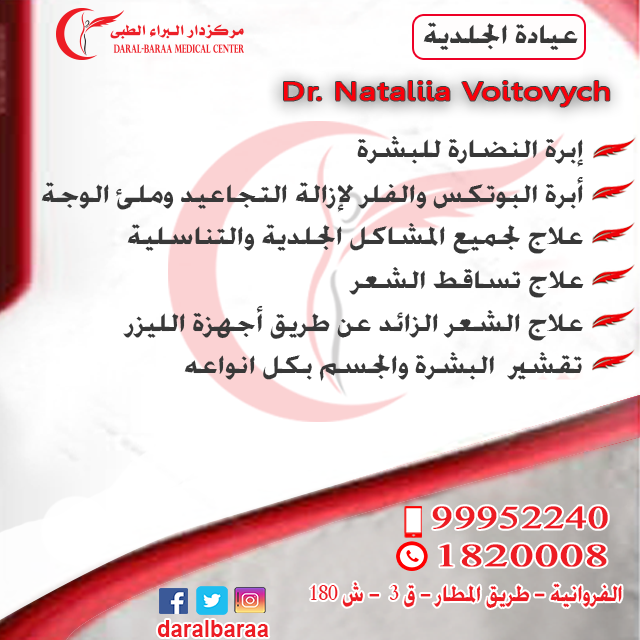 مركز دار البراء الطبى
DARAL-BARAA MEDICAL CENTER
عيادة الجلدية
Dr. Nataliia Voitovych
إبرة النضارة للبشرة
أبرة البوتكس والفلر لإزالة التجاعيد وملئ الوجة
علاج لجميع المشاكل الجلدية والتناسلية
علاج تساقط الشعر
علاج الشعر الزائد عن طريق أجهزة الليزر
تقشير البشرة والجسم بكل انواعه
99952240
1820008
الفروانية - طريق المطار - ق 3 - ش 180
daralbaraa